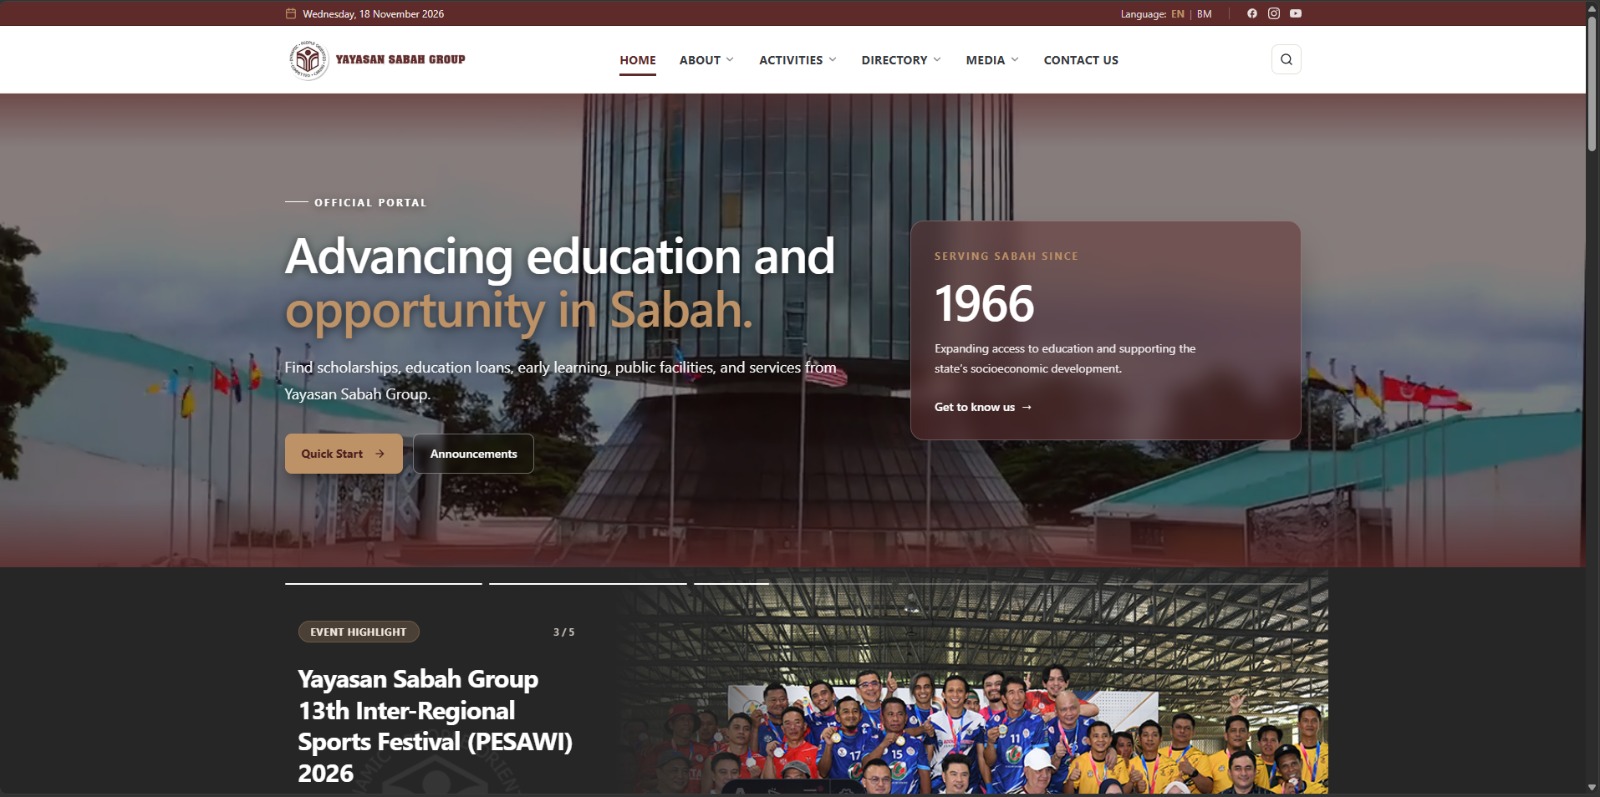 Wednesday, 18 November 2026
Language: EN | BM
YAYASAN SABAH GROUP
HOME
ABOUT
ACTIVITIES
DIRECTORY
MEDIA
CONTACT US
OFFICIAL PORTAL
Advancing education and
opportunity in Sabah.
Find scholarships, education loans, early learning, public facilities, and services from
Yayasan Sabah Group.
Quick Start →
Announcements
SERVING SABAH SINCE
1966
Expanding access to education and supporting the
state's socioeconomic development.
Get to know us →
EVENT HIGHLIGHT
3 / 5
Yayasan Sabah Group
13th Inter-Regional
Sports Festival (PESAWI)
2026
17
15
11